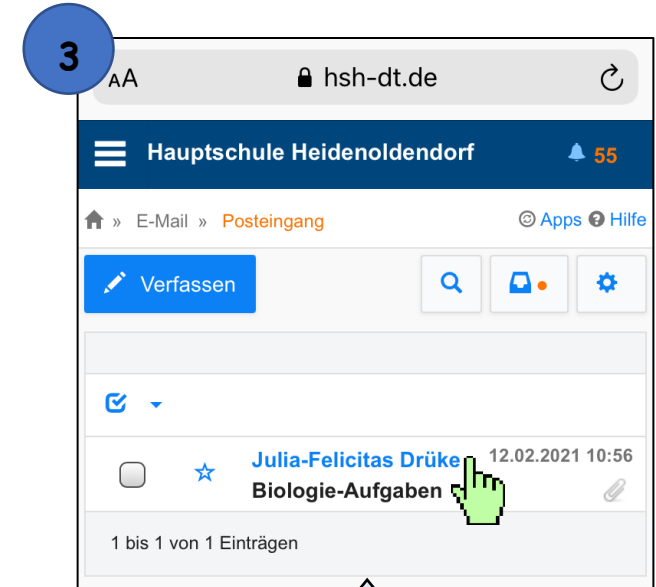 3
AA hsh-dt.de
Hauptschule Heidenoldendorf 55
» E-Mail » Posteingang Apps Hilfe
Verfassen
Julia-Felicitas Drüke 12.02.2021 10:56
Biologie-Aufgaben
1 bis 1 von 1 Einträgen